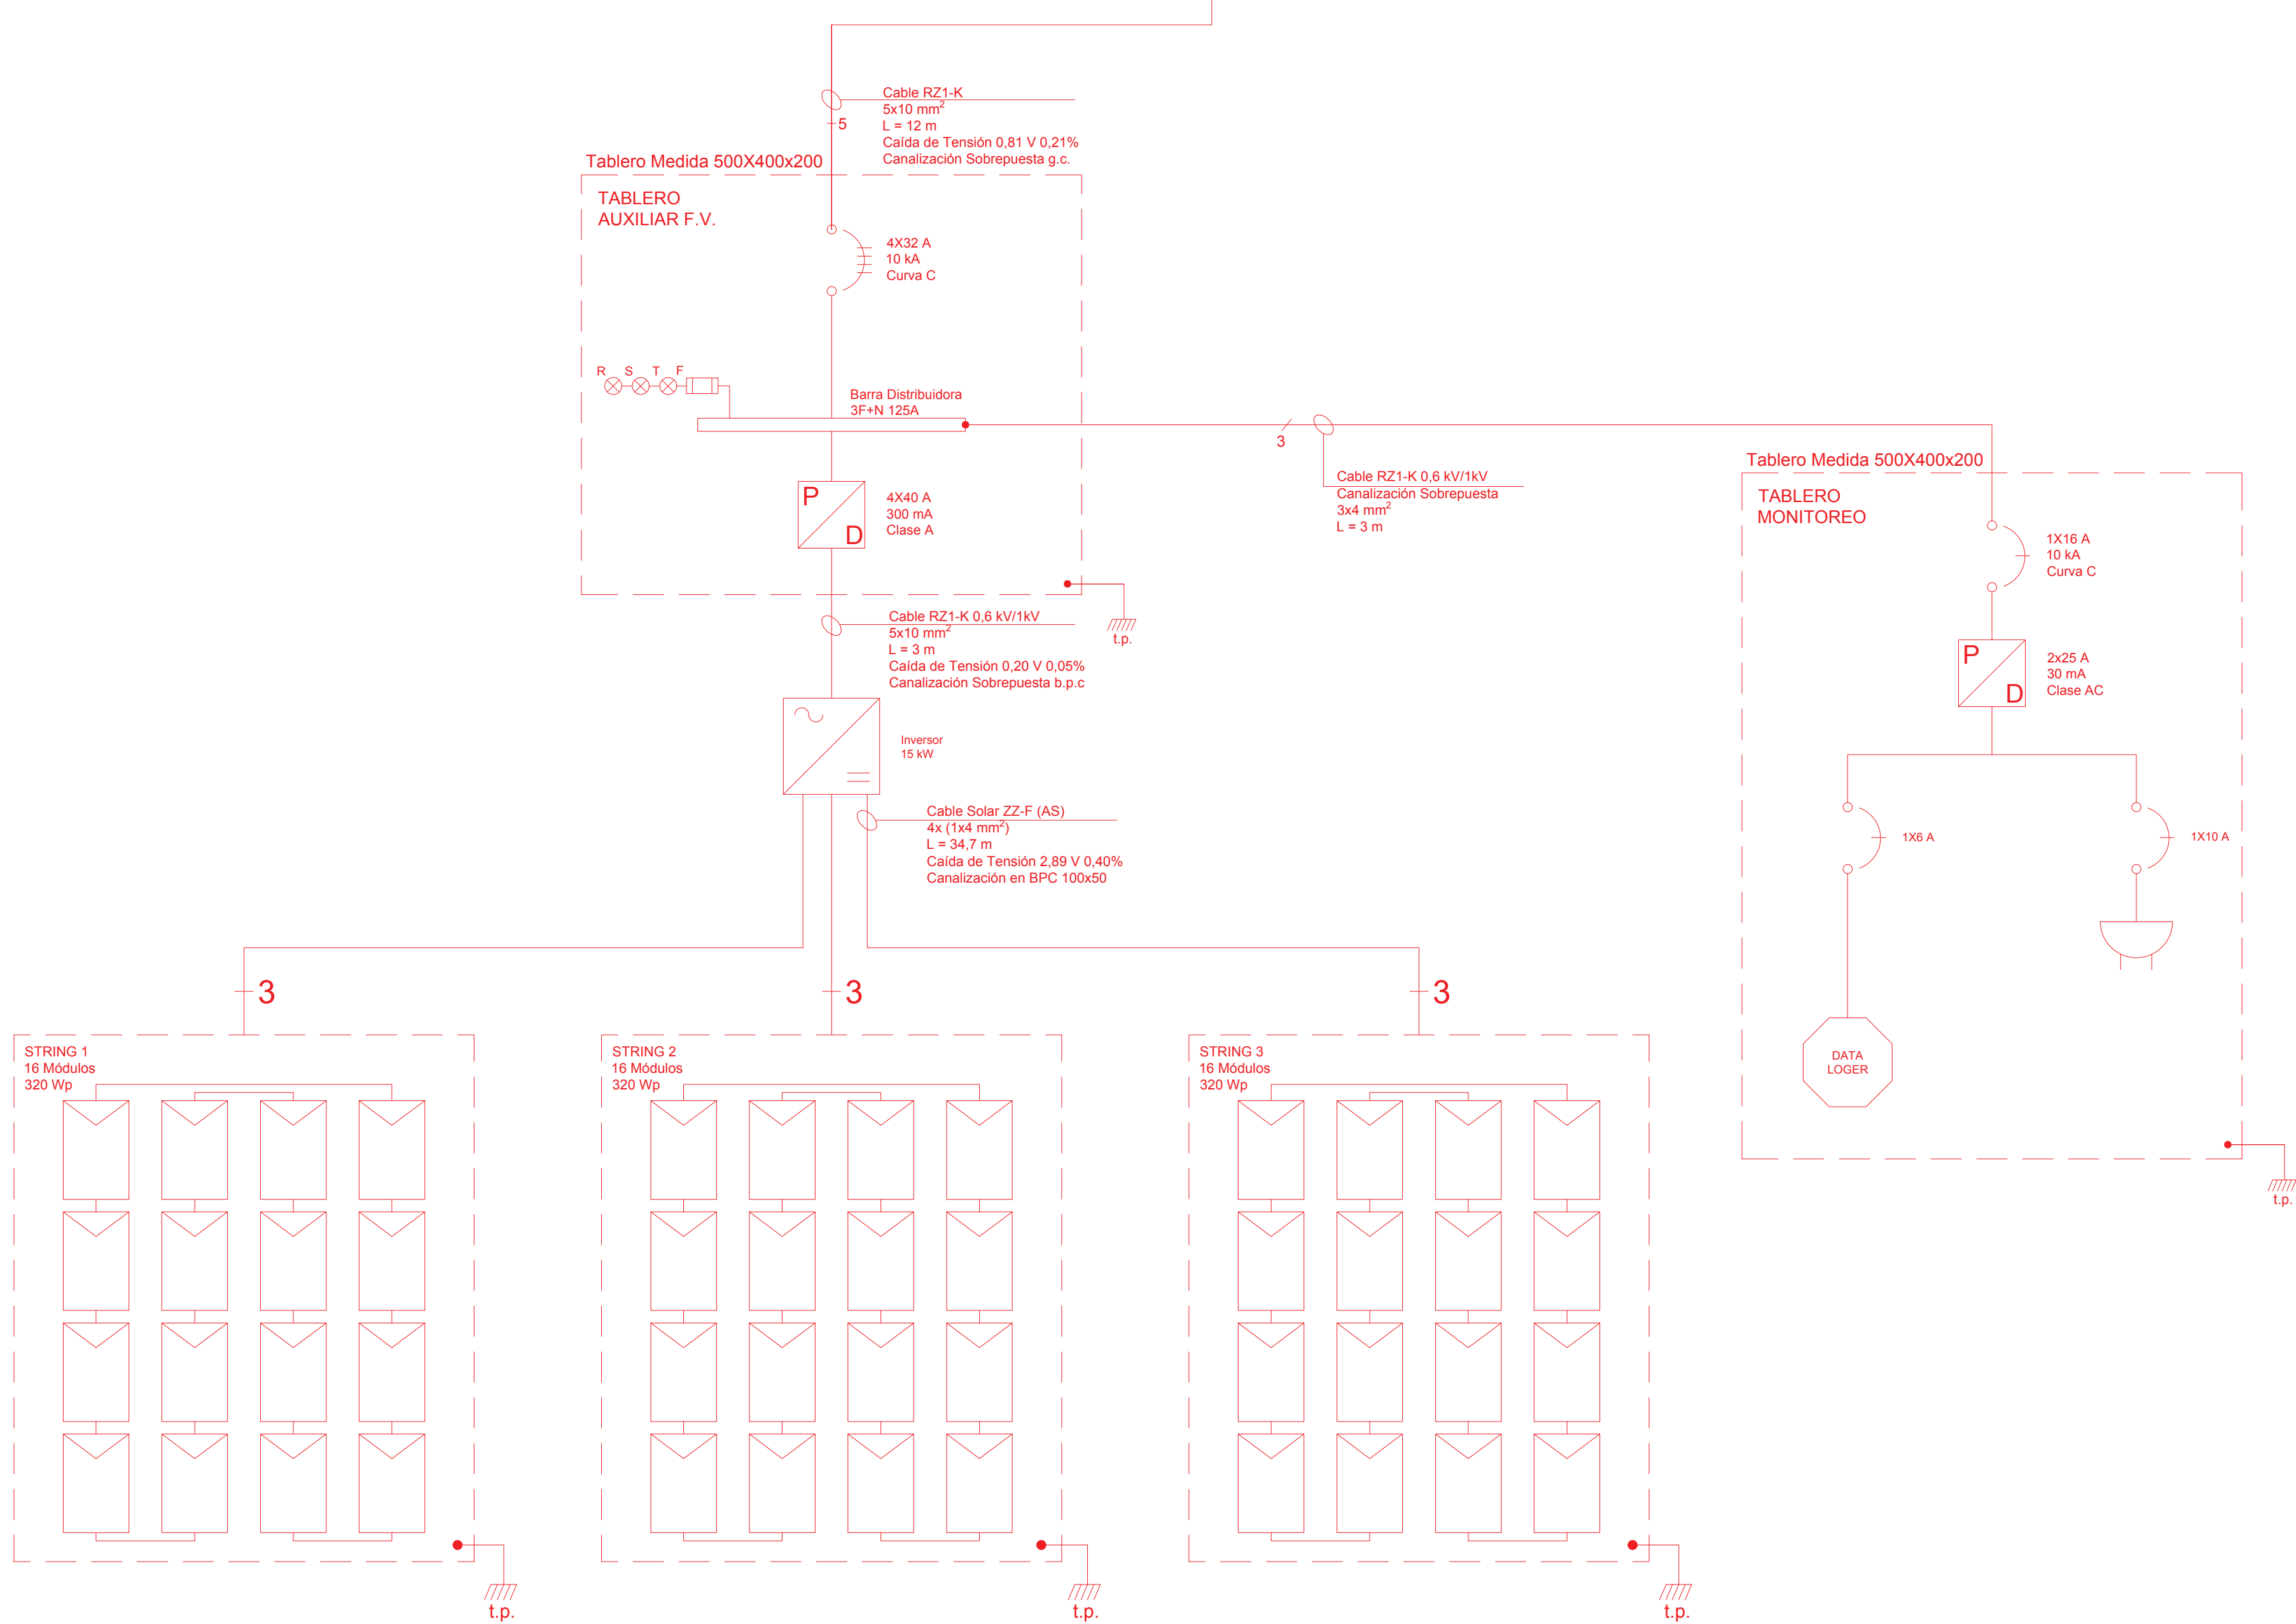 Cable RZ1-K
5x10 mm²
L = 12 m
Caída de Tensión 0,81 V 0,21%
Canalización Sobrepuesta g.c.
5
Tablero Medida 500X400x200
TABLERO
AUXILIAR F.V.
4X32 A
10 kA
Curva C
R S T F
Barra Distribuidora
3F+N 125A
3
Cable RZ1-K 0,6 kV/1kV
Canalización Sobrepuesta
3x4 mm²
L = 3 m
4X40 A
300 mA
Clase A
P
D
t.p.
Cable RZ1-K 0,6 kV/1kV
5x10 mm²
L = 3 m
Caída de Tensión 0,20 V 0,05%
Canalización Sobrepuesta b.p.c
Inversor
15 kW
Cable Solar ZZ-F (AS)
4x (1x4 mm²)
L = 34,7 m
Caída de Tensión 2,89 V 0,40%
Canalización en BPC 100x50
Tablero Medida 500X400x200
TABLERO
MONITOREO
1X16 A
10 kA
Curva C
P
D
2x25 A
30 mA
Clase AC
1X6 A
1X10 A
DATA
LOGER
t.p.
3
3
3
STRING 1
16 Módulos
320 Wp
t.p.
STRING 2
16 Módulos
320 Wp
t.p.
STRING 3
16 Módulos
320 Wp
t.p.